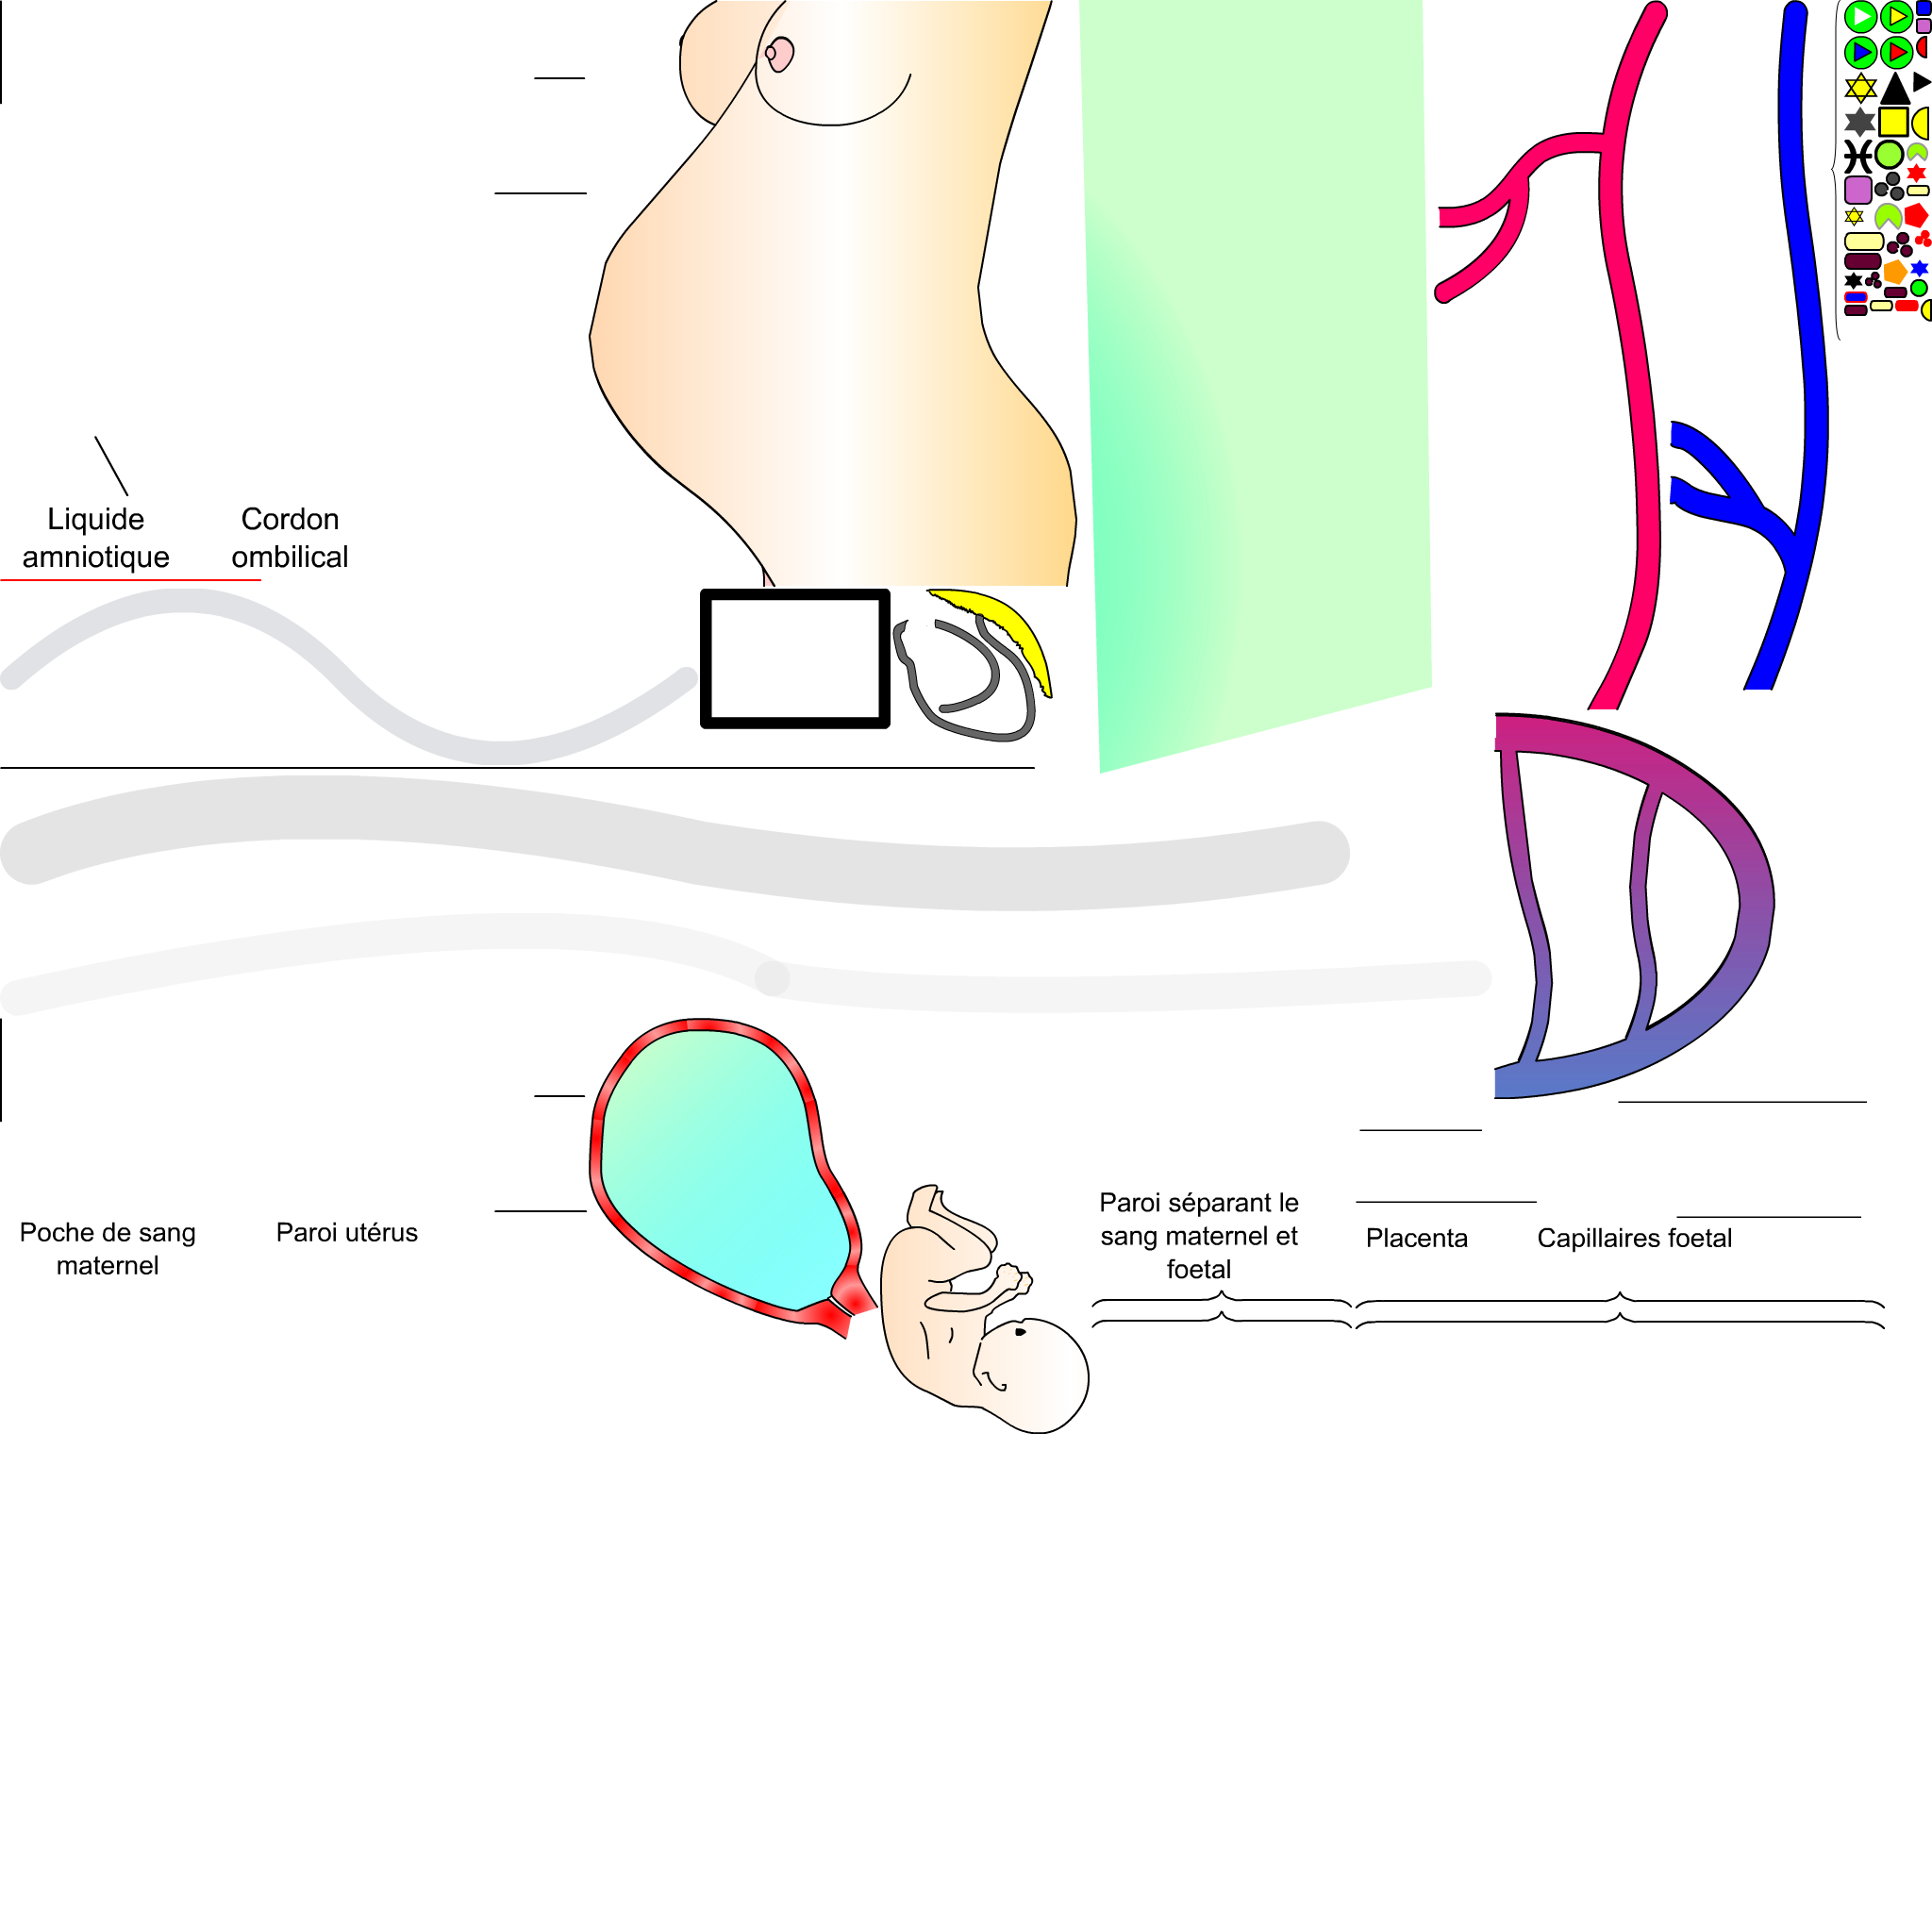 Liquide
amniotique
Cordon
ombilical
Poche de sang
maternel
Paroi utérus
Paroi séparant le
sang maternel et
foetal
Placenta
Capillaires foetal